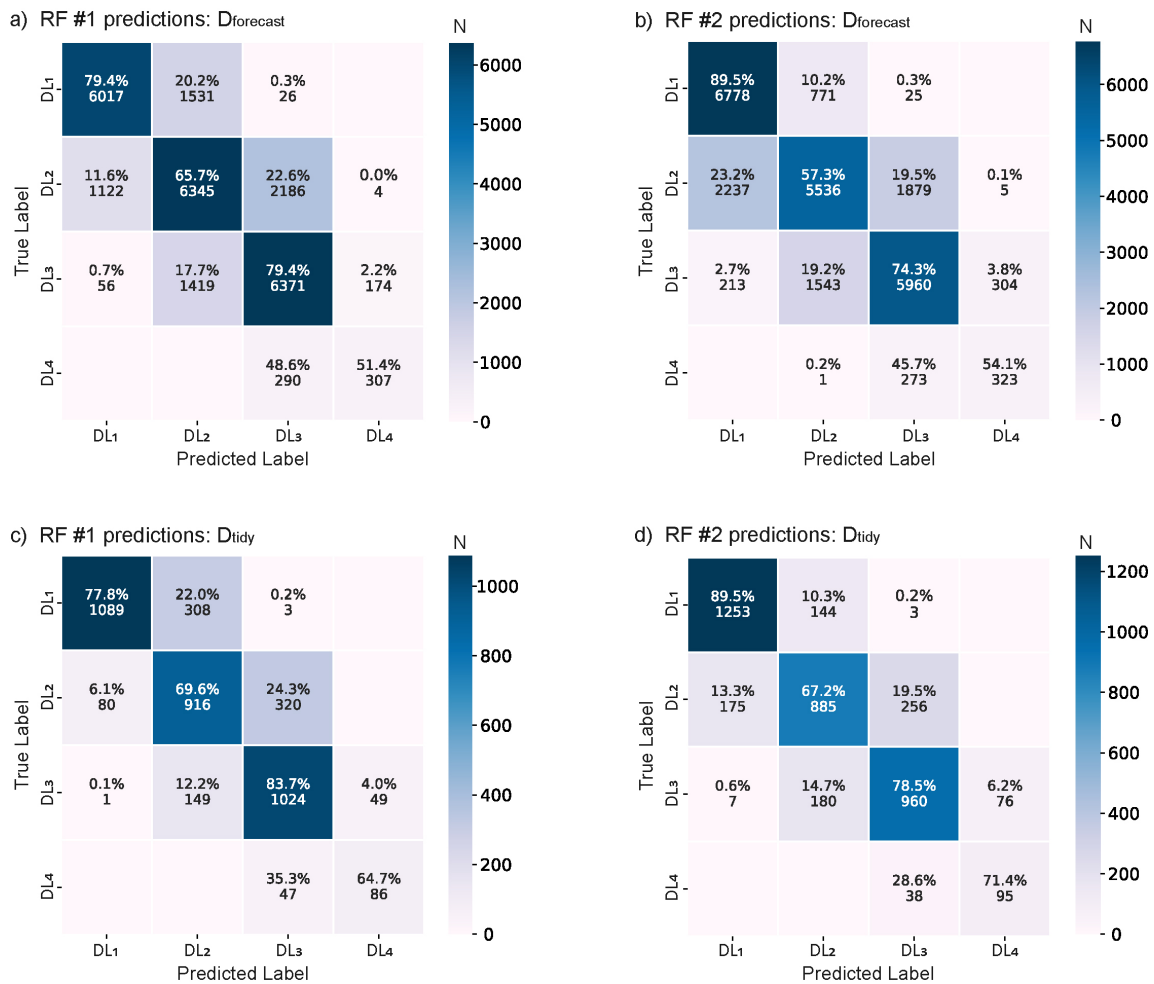 a) RF #1 predictions: Dforecast
N
DL₁
79.4% 20.2% 0.3%
6017 1531 26
DL₂
11.6% 65.7% 22.6% 0.0%
1122 6345 2186 4
DL₃
0.7% 17.7% 79.4% 2.2%
56 1419 6371 174
DL₄
48.6% 51.4%
290 307
True Label
DL₁ DL₂ DL₃ DL₄
Predicted Label
6000
5000
4000
3000
2000
1000
0
b) RF #2 predictions: Dforecast
N
DL₁
89.5% 10.2% 0.3%
6778 771 25
DL₂
23.2% 57.3% 19.5% 0.1%
2237 5536 1879 5
DL₃
2.7% 19.2% 74.3% 3.8%
213 1543 5960 304
DL₄
0.2% 45.7% 54.1%
1 273 323
True Label
DL₁ DL₂ DL₃ DL₄
Predicted Label
6000
5000
4000
3000
2000
1000
0
c) RF #1 predictions: Dtidy
N
DL₁
77.8% 22.0% 0.2%
1089 308 3
DL₂
6.1% 69.6% 24.3%
80 916 320
DL₃
0.1% 12.2% 83.7% 4.0%
1 149 1024 49
DL₄
35.3% 64.7%
47 86
True Label
DL₁ DL₂ DL₃ DL₄
Predicted Label
1000
800
600
400
200
0
d) RF #2 predictions: Dtidy
N
DL₁
89.5% 10.3% 0.2%
1253 144 3
DL₂
13.3% 67.2% 19.5%
175 885 256
DL₃
0.6% 14.7% 78.5% 6.2%
7 180 960 76
DL₄
28.6% 71.4%
38 95
True Label
DL₁ DL₂ DL₃ DL₄
Predicted Label
1200
1000
800
600
400
200
0